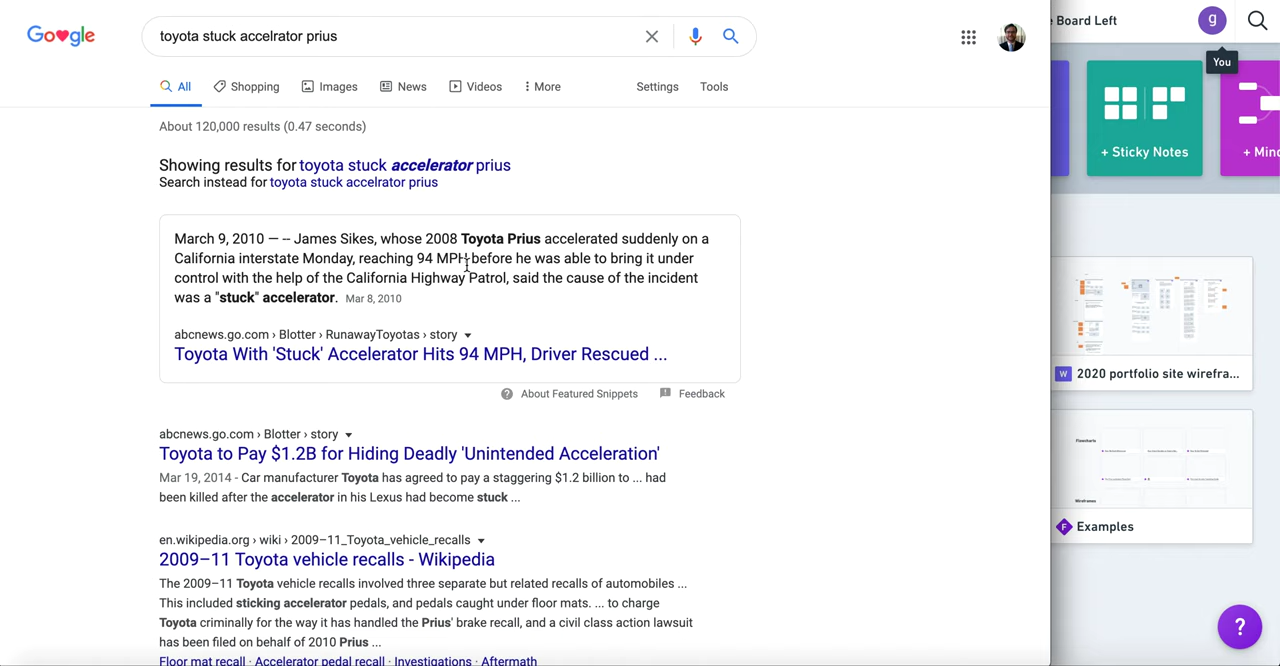 Google
toyota stuck accelrator prius
All
Shopping
Images
News
Videos
More
Settings
Tools
About 120,000 results (0.47 seconds)
Showing results for toyota stuck accelerator prius
Search instead for toyota stuck accelrator prius
March 9, 2010 — -- James Sikes, whose 2008 Toyota Prius accelerated suddenly on a
California interstate Monday, reaching 94 MPH before he was able to bring it under
control with the help of the California Highway Patrol, said the cause of the incident
was a "stuck" accelerator. Mar 8, 2010
abcnews.go.com › Blotter › RunawayToyotas › story
Toyota With 'Stuck' Accelerator Hits 94 MPH, Driver Rescued ...
About Featured Snippets
Feedback
abcnews.go.com › Blotter › story
Toyota to Pay $1.2B for Hiding Deadly 'Unintended Acceleration'
Mar 19, 2014 - Car manufacturer Toyota has agreed to pay a staggering $1.2 billion to ... had
been killed after the accelerator in his Lexus had become stuck ...
en.wikipedia.org › wiki › 2009–11_Toyota_vehicle_recalls
2009–11 Toyota vehicle recalls - Wikipedia
The 2009–11 Toyota vehicle recalls involved three separate but related recalls of automobiles ...
This included sticking accelerator pedals, and pedals caught under floor mats. ... to charge
Toyota criminally for the way it has handled the Prius' brake recall, and a civil class action lawsuit
has been filed on behalf of 2010 Prius ...
Floor mat recall · Accelerator pedal recall · Investigations · Aftermath
e Board Left
g
You
+ Sticky Notes
+ Mind
W
2020 portfolio site wirefra...
Flowcharts
Wireframes
F
Examples
?